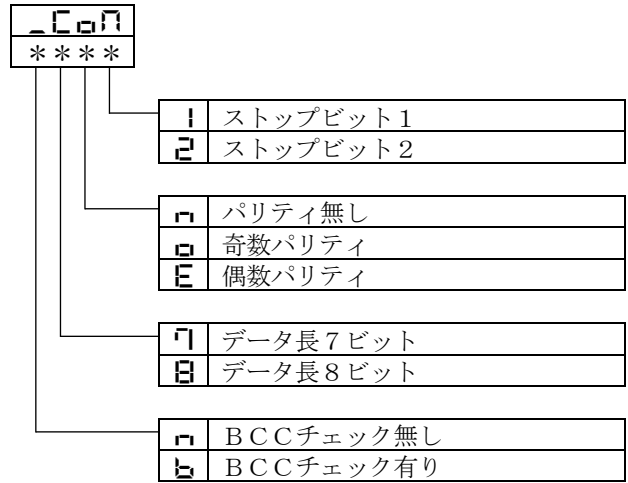 _CoM
＊＊＊＊
1 ストップビット１
2 ストップビット２
n パリティ無し
o 奇数パリティ
E 偶数パリティ
7 データ長７ビット
8 データ長８ビット
n ＢＣＣチェック無し
b ＢＣＣチェック有り